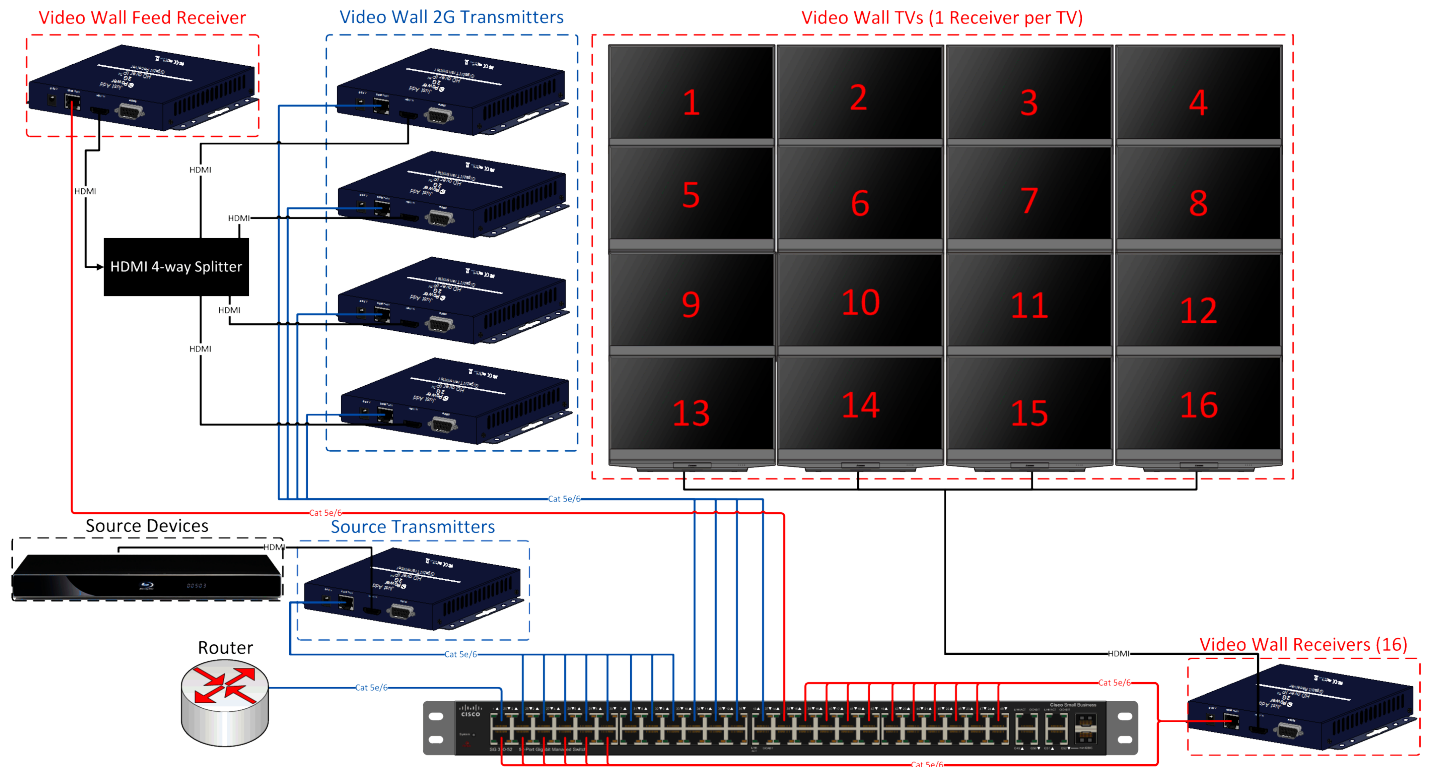 Video Wall Feed Receiver
Video Wall 2G Transmitters
Video Wall TVs (1 Receiver per TV)
1
2
3
4
5
6
7
8
9
10
11
12
13
14
15
16
HDMI
HDMI
HDMI
HDMI 4-way Splitter
HDMI
HDMI
Cat 5e/6
Cat 5e/6
Source Devices
Source Transmitters
HDMI
Router
Cat 5e/6
Cat 5e/6
Video Wall Receivers (16)
HDMI
Cat 5e/6
CISCO
Cisco Small Business
Cat 5e/6